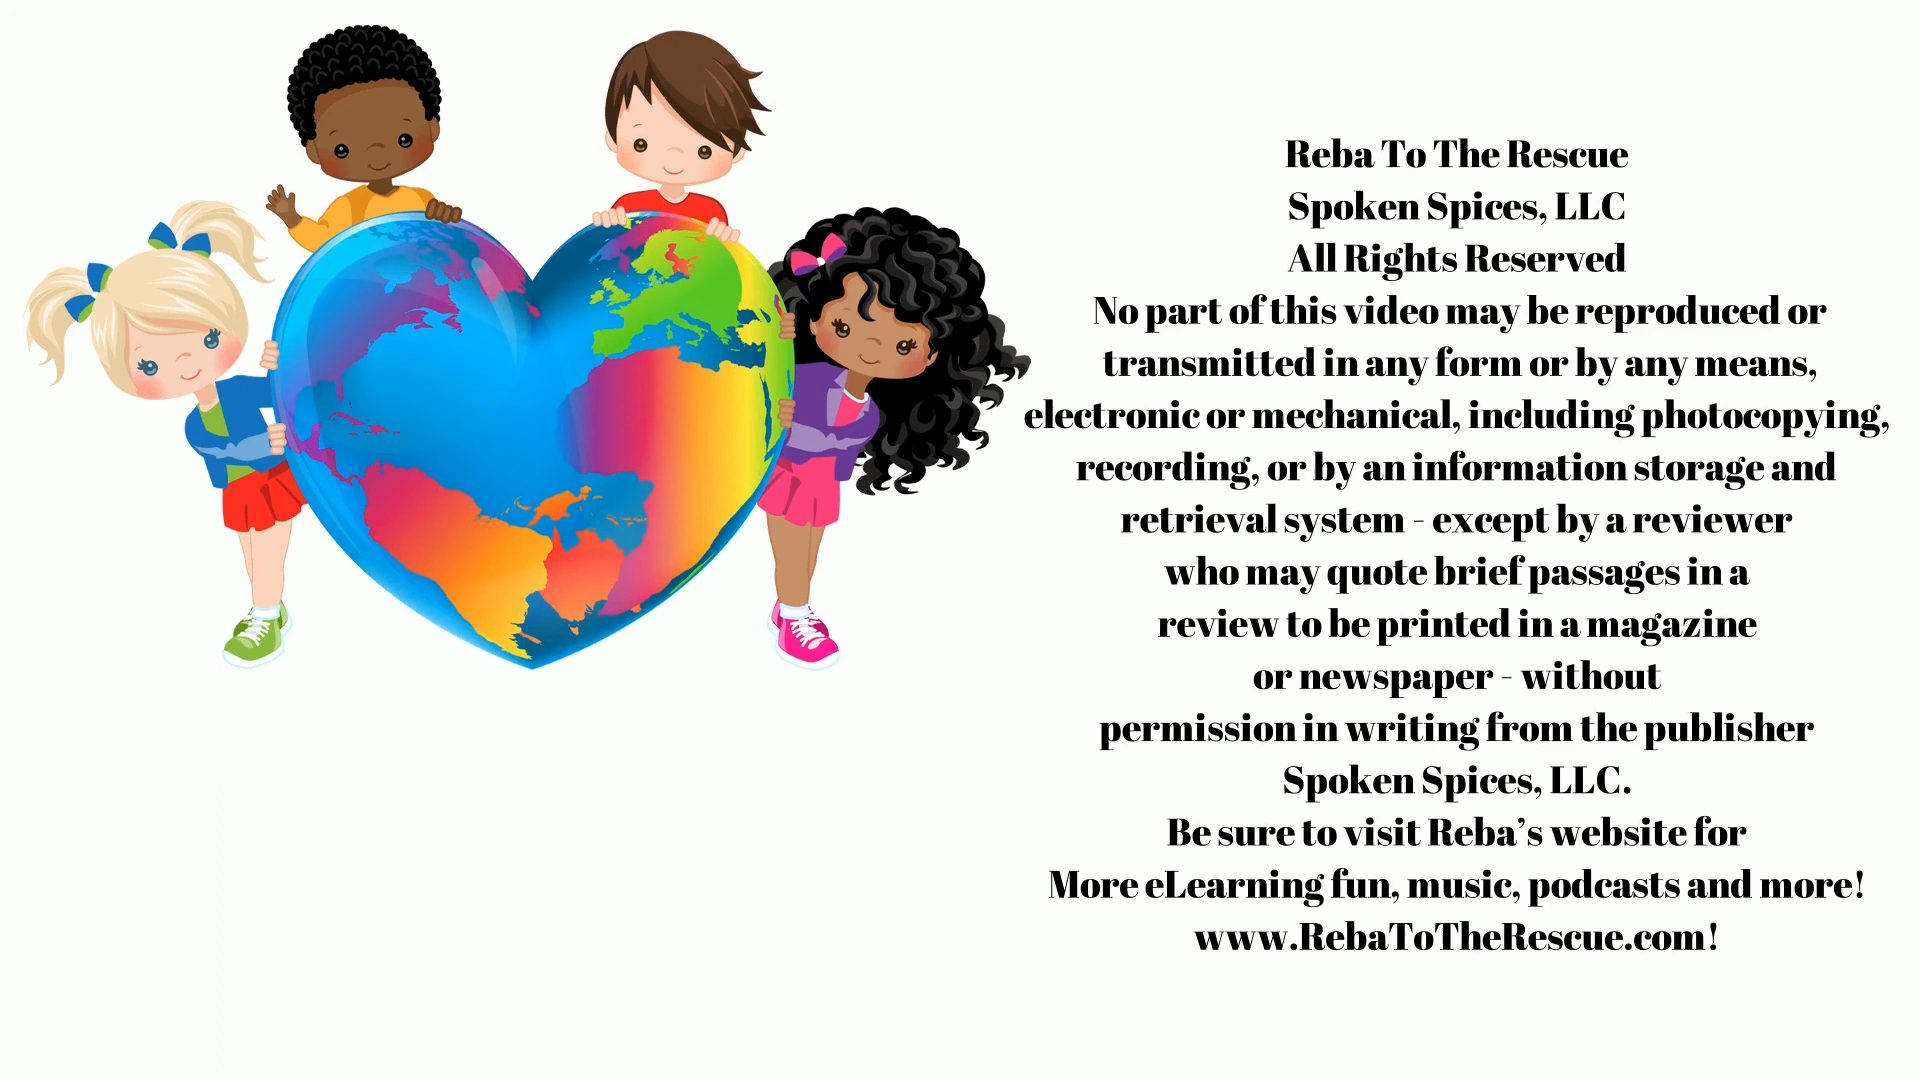 Reba To The Rescue
Spoken Spices, LLC
All Rights Reserved
No part of this video may be reproduced or
transmitted in any form or by any means,
electronic or mechanical, including photocopying,
recording, or by an information storage and
retrieval system - except by a reviewer
who may quote brief passages in a
review to be printed in a magazine
or newspaper - without
permission in writing from the publisher
Spoken Spices, LLC.
Be sure to visit Reba’s website for
More eLearning fun, music, podcasts and more!
www.RebaToTheRescue.com!